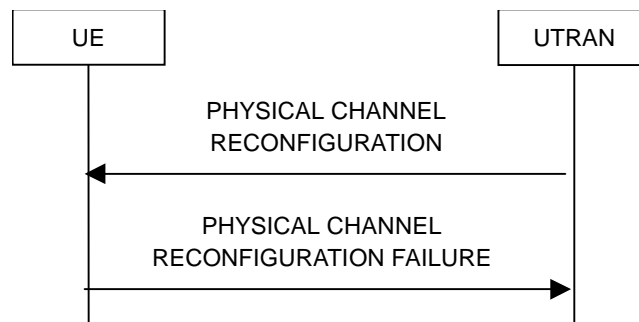 UE
UTRAN
PHYSICAL CHANNEL
RECONFIGURATION
PHYSICAL CHANNEL
RECONFIGURATION FAILURE